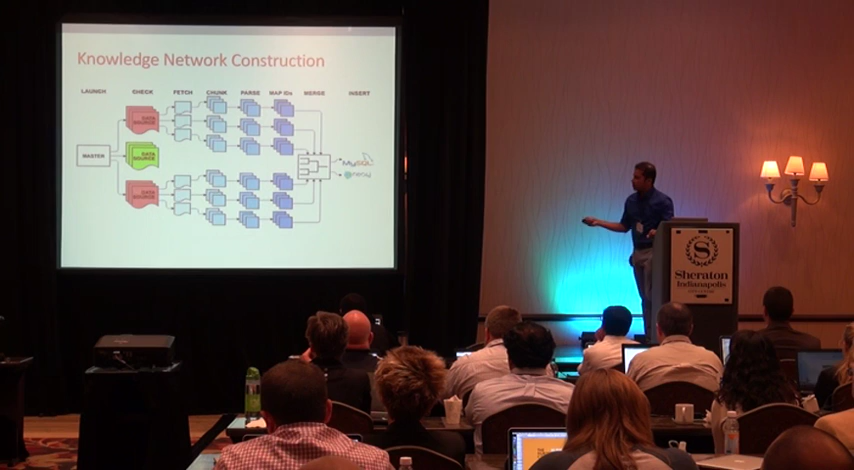 Knowledge Network Construction
LAUNCH CHECK FETCH CHUNK PARSE MAP IDs MERGE INSERT
DATA SOURCE
MASTER
DATA SOURCE
MySQL
DATA SOURCE
S
Sheraton
Indianapolis